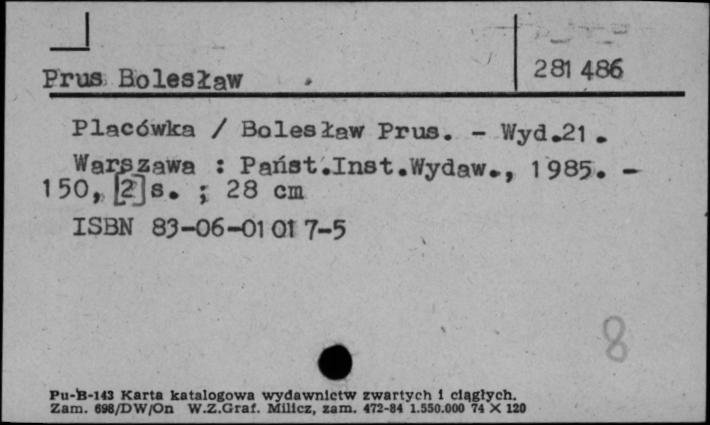 Prus Bolesław
281 486
Placówka / Bolesław Prus. - Wyd.21.
Warszawa : Państ.Inst.Wydaw., 1985. -
150, [2] s. ; 28 cm
ISBN 83-06-01017-5
8
Pu-B-143 Karta katalogowa wydawnictw zwartych i ciągłych.
Zam. 698/DW/On W.Z.Graf. Milicz, zam. 472-84 1.550.000 74 X 120